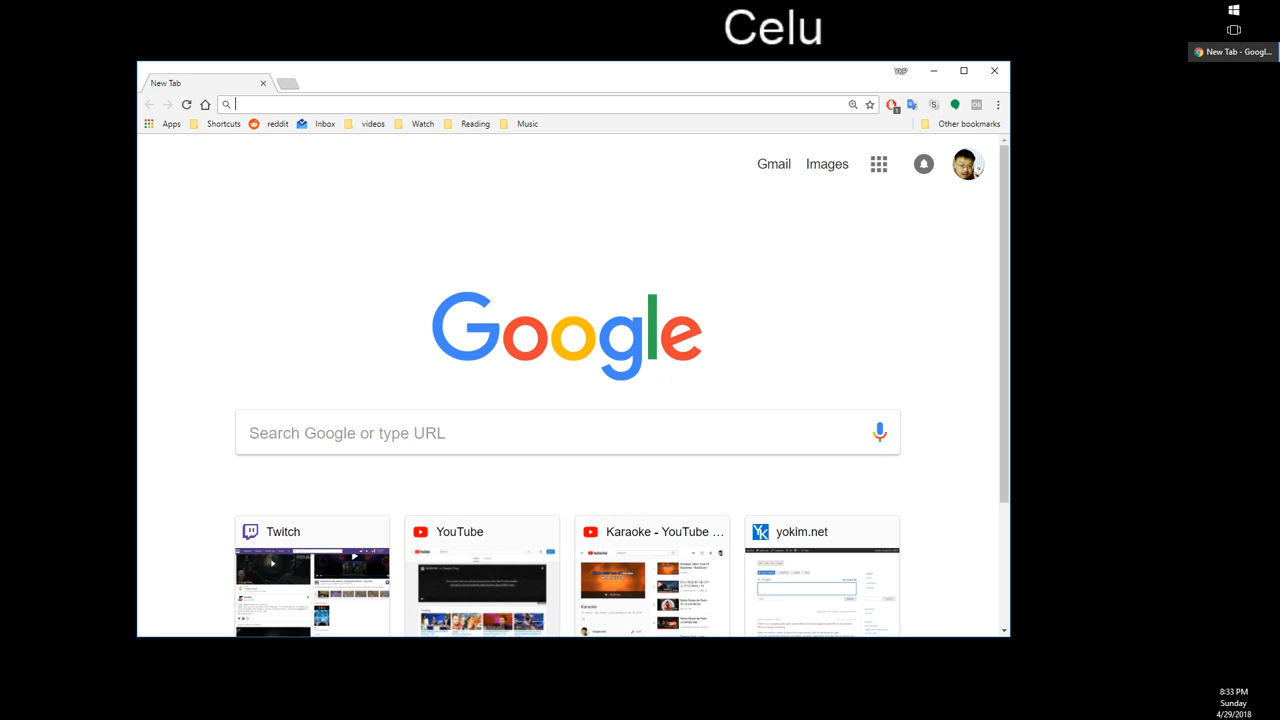 Celu
New Tab - Googl...
New Tab
YKP
Apps Shortcuts reddit Inbox videos Watch Reading Music Other bookmarks
Gmail Images
Google
Search Google or type URL
Twitch YouTube Karaoke - YouTube ... yokim.net
8:33 PM
Sunday
4/29/2018